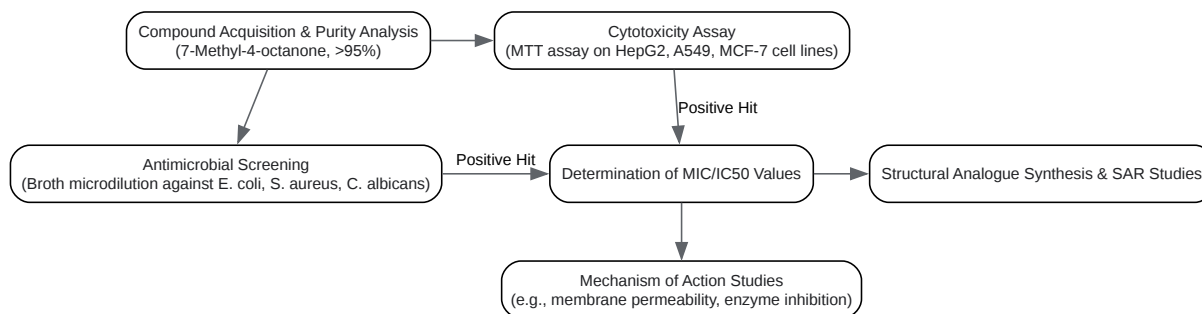 Compound Acquisition & Purity Analysis
(7-Methyl-4-octanone, >95%)
Cytotoxicity Assay
(MTT assay on HepG2, A549, MCF-7 cell lines)
Positive Hit
Antimicrobial Screening
(Broth microdilution against E. coli, S. aureus, C. albicans)
Positive Hit
Determination of MIC/IC50 Values
Structural Analogue Synthesis & SAR Studies
Mechanism of Action Studies
(e.g., membrane permeability, enzyme inhibition)